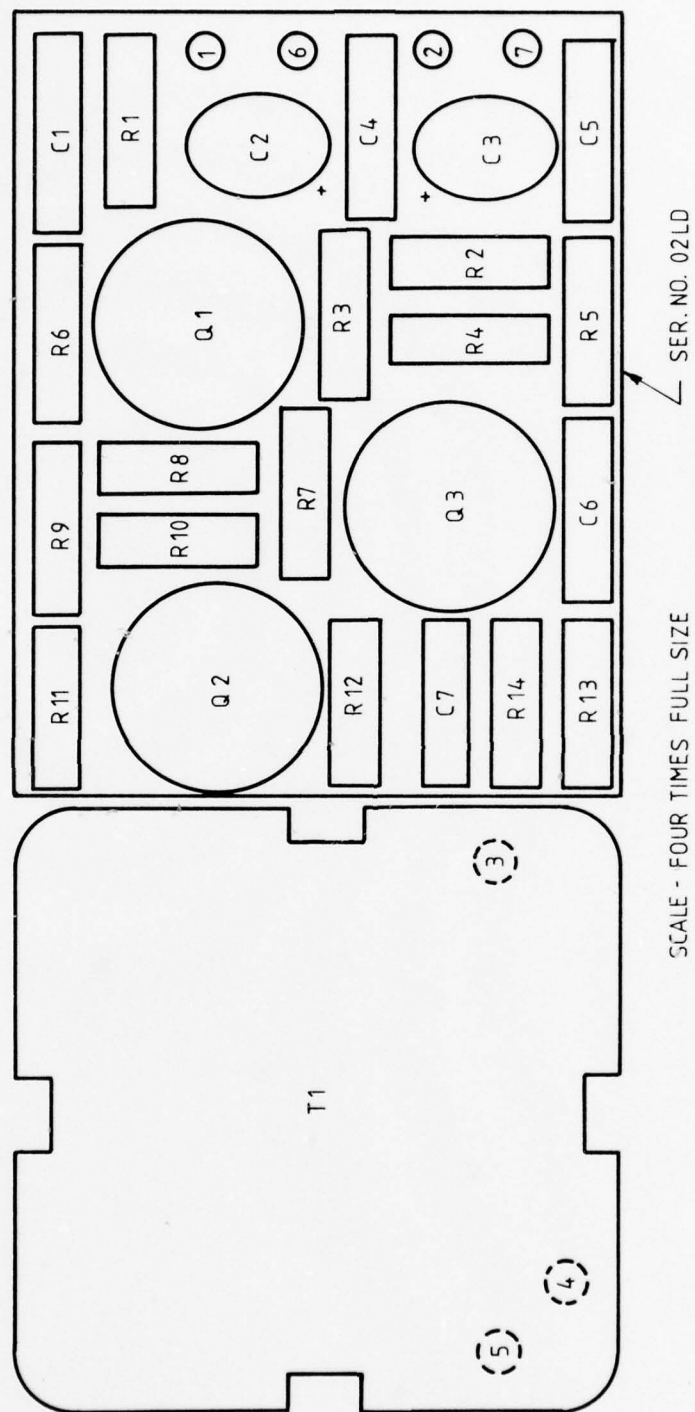 C1
R1
1
6
C4
2
7
C5
C2
C3
+
+
R6
Q1
R3
R2
R4
R5
R9
R8
R10
R7
Q3
C6
R11
Q2
R12
C7
R14
R13
T1
3
4
5
SER. NO. 02LD
SCALE - FOUR TIMES FULL SIZE